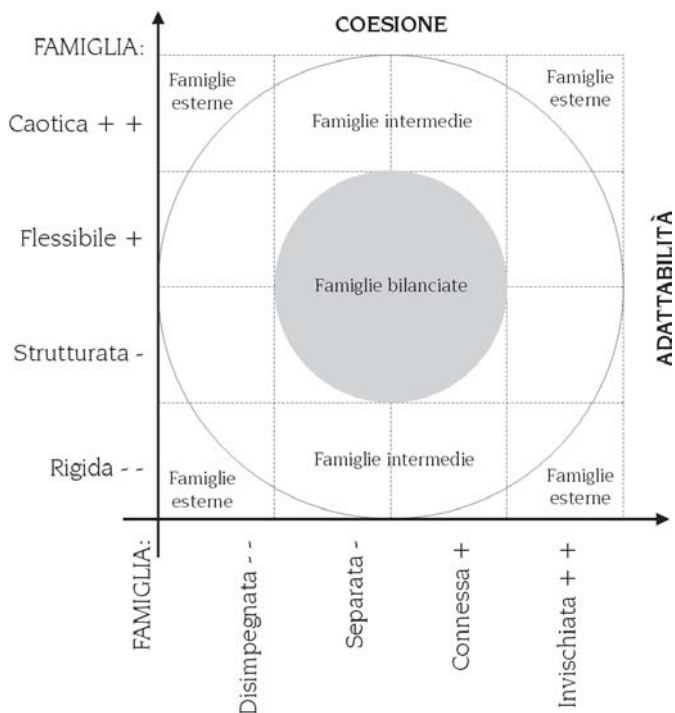 COESIONE
FAMIGLIA:
Famiglie
esterne
Famiglie
esterne
Caotica + +
Famiglie intermedie
Flessibile +
ADATTABILITÀ
Famiglie bilanciate
Strutturata -
Rigida - -
Famiglie intermedie
Famiglie
esterne
Famiglie
esterne
FAMIGLIA:
Disimpegnata - -
Separata -
Connessa +
Invischiata + +